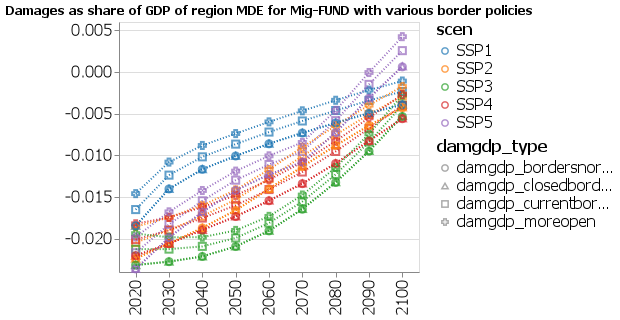 Damages as share of GDP of region MDE for Mig-FUND with various border policies
0.005
0.000
-0.005
-0.010
-0.015
-0.020
2020
2030
2040
2050
2060
2070
2080
2090
2100
scen
SSP1
SSP2
SSP3
SSP4
SSP5
damgdp_type
damgdp_bordersnor...
damgdp_closedbord...
damgdp_currentbor...
damgdp_moreopen